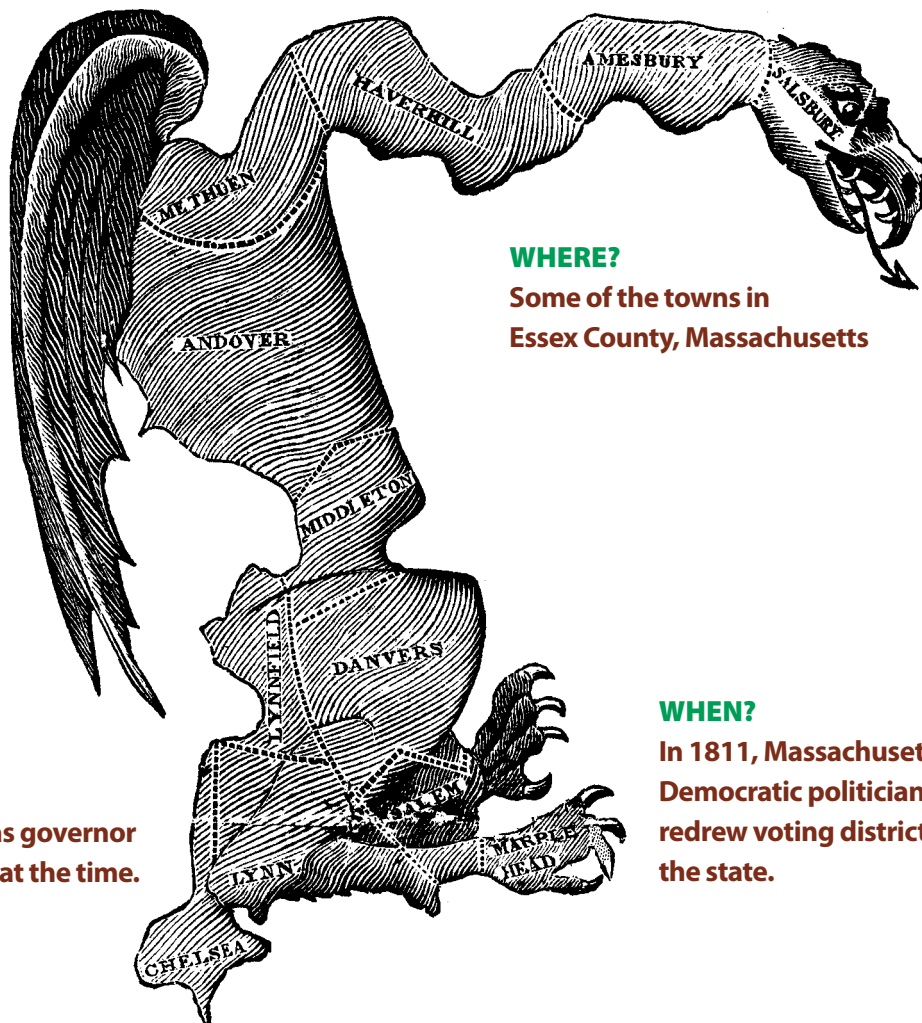 AMESBURY
SALSBURY
HAVERHILL
METHUEN
WHERE?
Some of the towns in
Essex County, Massachusetts
ANDOVER
MIDDLETON
LYNNFIELD
DANVERS
WHEN?
In 1811, Massachuset
Democratic politician
redrew voting district
the state.
SALEM
as governor
at the time.
MARBLE
HEAD
LYNN
CHELSEA